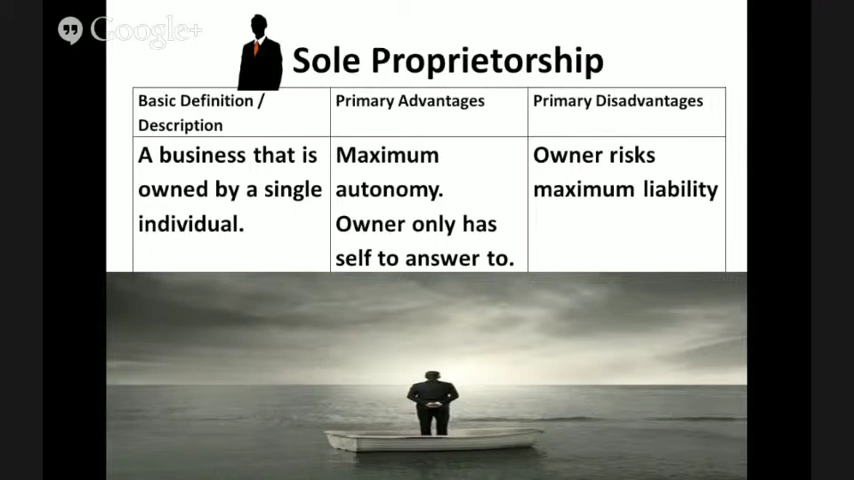 Google+
Sole Proprietorship
Basic Definition /
Description
Primary Advantages
Primary Disadvantages
A business that is
owned by a single
individual.
Maximum
autonomy.
Owner only has
self to answer to.
Owner risks
maximum liability